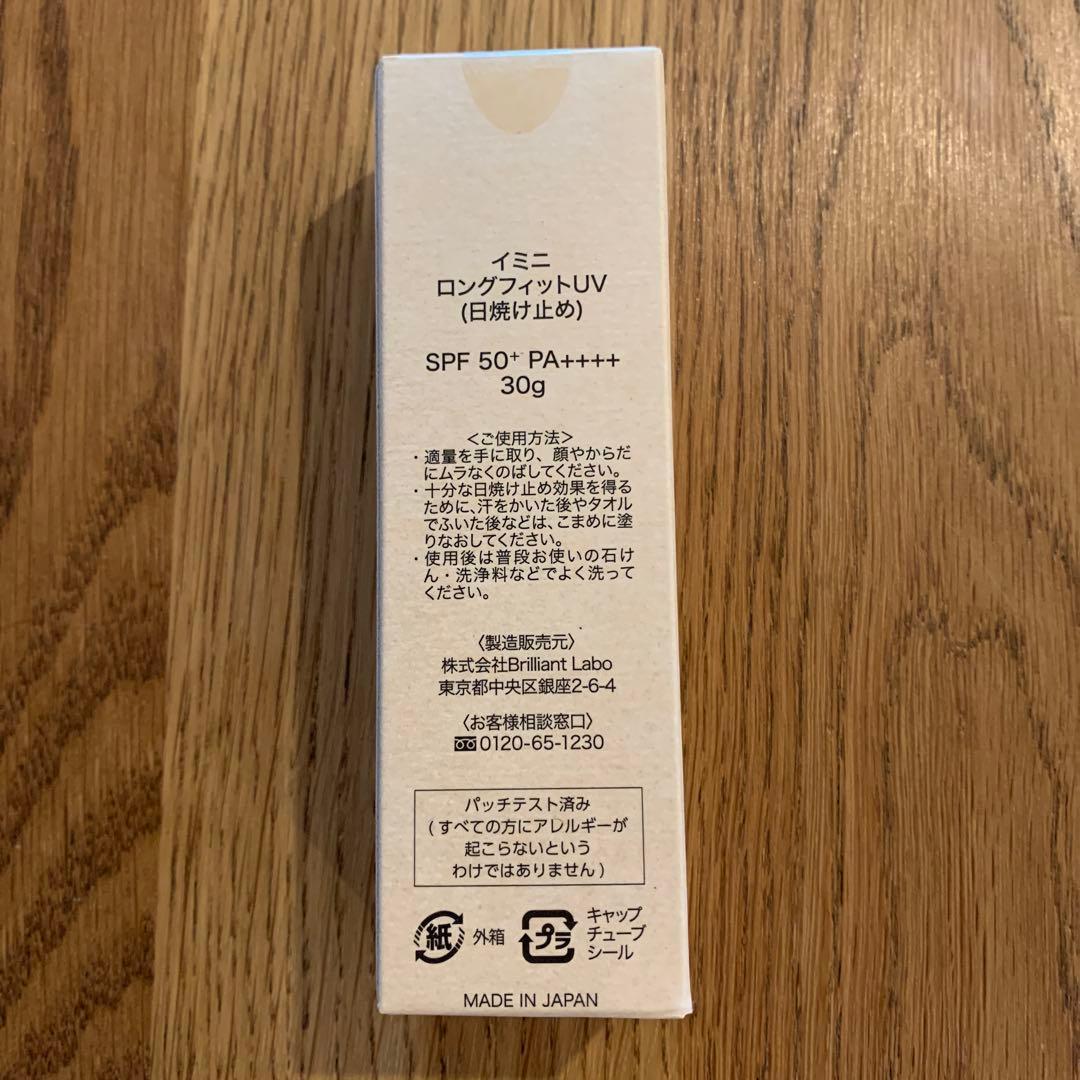 イミニ
ロングフィットUV
(日焼け止め)
SPF 50+ PA++++
30g
＜ご使用方法＞
・適量を手に取り、顔やからだ
にムラなくのばしてください。
・十分な日焼け止め効果を得る
ために、汗をかいた後やタオル
でふいた後などは、こまめに塗
りなおしてください。
・使用後は普段お使いの石け
ん・洗浄料などでよく洗って
ください。
〈製造販売元〉
株式会社Brilliant Labo
東京都中央区銀座2-6-4
〈お客様相談窓口〉
0120-65-1230
パッチテスト済み
(すべての方にアレルギーが
起こらないという
わけではありません)
紙 外箱
プラ キャップ
チューブ
シール
MADE IN JAPAN